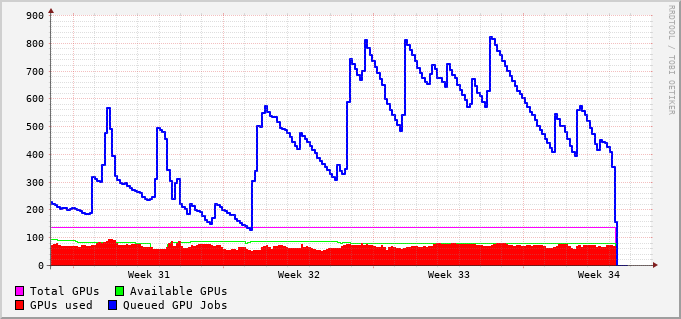 900
800
700
600
500
400
300
200
100
0
Week 31 Week 32 Week 33 Week 34
Total GPUs Available GPUs
GPUs used Queued GPU Jobs
RRDTOOL / TOBI OETIKER